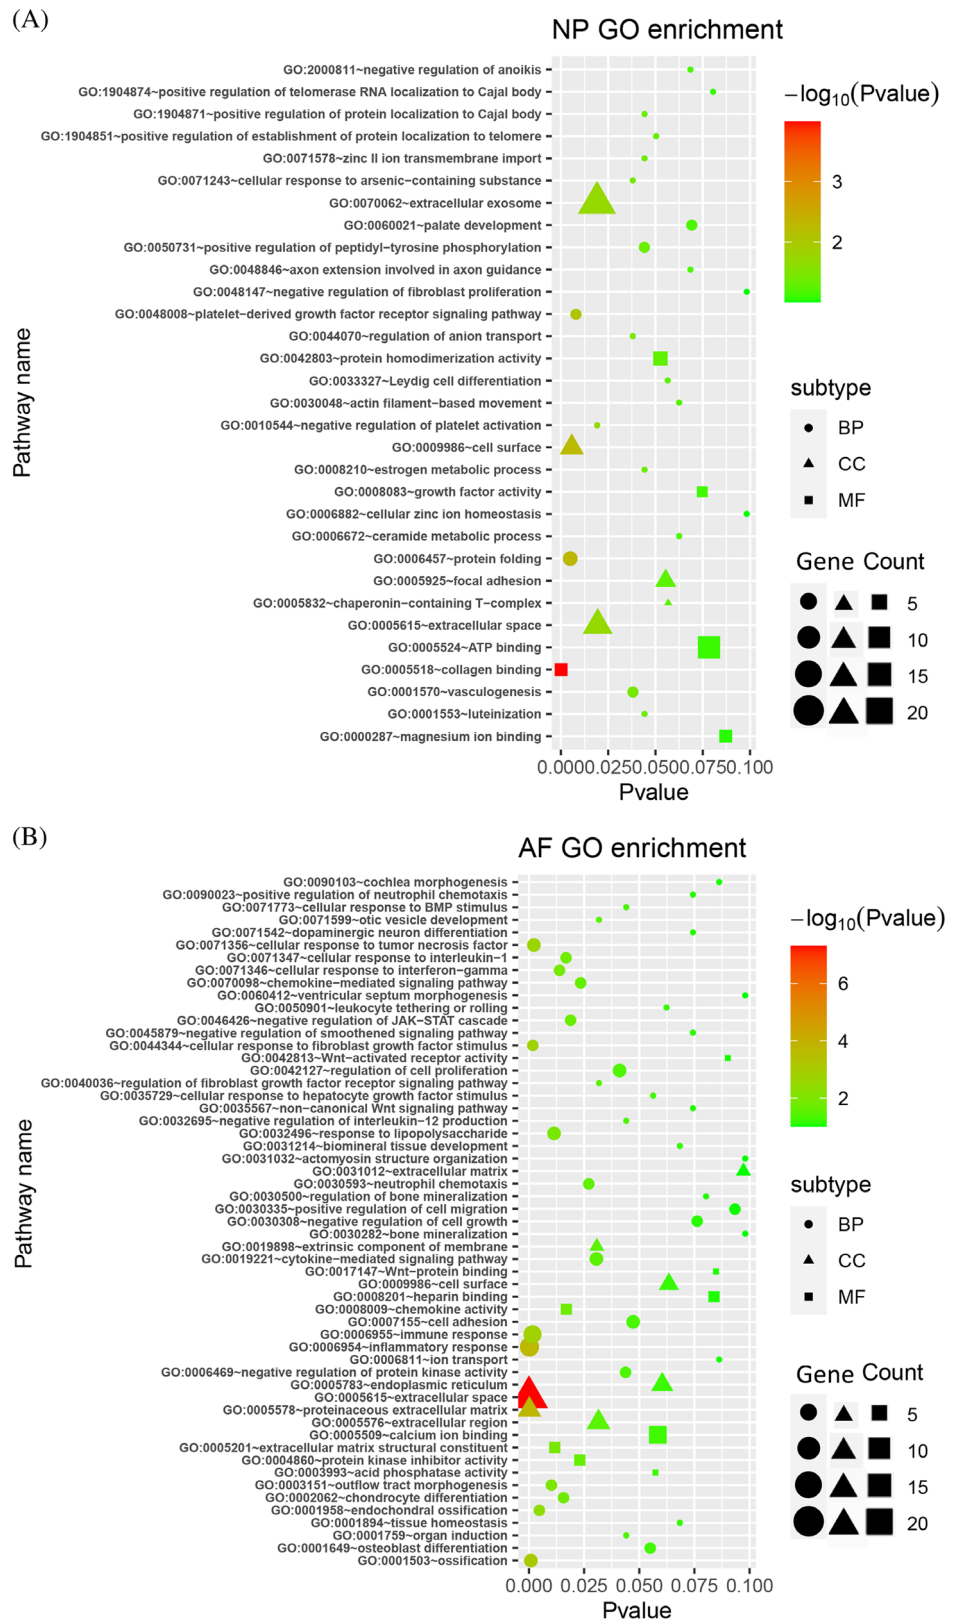 (A)
NP GO enrichment
Pathway name
GO:2000811~negative regulation of anoikis
GO:1904874~positive regulation of telomerase RNA localization to Cajal body
GO:1904871~positive regulation of protein localization to Cajal body
GO:1904851~positive regulation of establishment of protein localization to telomere
GO:0071578~zinc II ion transmembrane import
GO:0071243~cellular response to arsenic−containing substance
GO:0070062~extracellular exosome
GO:0060021~palate development
GO:0050731~positive regulation of peptidyl−tyrosine phosphorylation
GO:0048846~axon extension involved in axon guidance
GO:0048147~negative regulation of fibroblast proliferation
GO:0048008~platelet−derived growth factor receptor signaling pathway
GO:0044070~regulation of anion transport
GO:0042803~protein homodimerization activity
GO:0033327~Leydig cell differentiation
GO:0030048~actin filament−based movement
GO:0010544~negative regulation of platelet activation
GO:0009986~cell surface
GO:0008210~estrogen metabolic process
GO:0008083~growth factor activity
GO:0006882~cellular zinc ion homeostasis
GO:0006672~ceramide metabolic process
GO:0006457~protein folding
GO:0005925~focal adhesion
GO:0005832~chaperonin−containing T−complex
GO:0005615~extracellular space
GO:0005524~ATP binding
GO:0005518~collagen binding
GO:0001570~vasculogenesis
GO:0001553~luteinization
GO:0000287~magnesium ion binding
0.0000.0250.0500.0750.100
Pvalue
−log10(Pvalue)
3
2
subtype
BP
CC
MF
Gene Count
5
10
15
20
(B)
AF GO enrichment
Pathway name
GO:0090103~cochlea morphogenesis
GO:0090023~positive regulation of neutrophil chemotaxis
GO:0071773~cellular response to BMP stimulus
GO:0071599~otic vesicle development
GO:0071542~dopaminergic neuron differentiation
GO:0071356~cellular response to tumor necrosis factor
GO:0071347~cellular response to interleukin−1
GO:0071346~cellular response to interferon−gamma
GO:0070098~chemokine−mediated signaling pathway
GO:0060412~ventricular septum morphogenesis
GO:0050901~leukocyte tethering or rolling
GO:0046426~negative regulation of JAK−STAT cascade
GO:0045879~negative regulation of smoothened signaling pathway
GO:0044344~cellular response to fibroblast growth factor stimulus
GO:0042813~Wnt−activated receptor activity
GO:0042127~regulation of cell proliferation
GO:0040036~regulation of fibroblast growth factor receptor signaling pathway
GO:0035729~cellular response to hepatocyte growth factor stimulus
GO:0035567~non−canonical Wnt signaling pathway
GO:0032695~negative regulation of interleukin−12 production
GO:0032496~response to lipopolysaccharide
GO:0031214~biomineral tissue development
GO:0031032~actomyosin structure organization
GO:0031012~extracellular matrix
GO:0030593~neutrophil chemotaxis
GO:0030500~regulation of bone mineralization
GO:0030335~positive regulation of cell migration
GO:0030308~negative regulation of cell growth
GO:0030282~bone mineralization
GO:0019898~extrinsic component of membrane
GO:0019221~cytokine−mediated signaling pathway
GO:0017147~Wnt−protein binding
GO:0009986~cell surface
GO:0008201~heparin binding
GO:0008009~chemokine activity
GO:0007155~cell adhesion
GO:0006955~immune response
GO:0006954~inflammatory response
GO:0006811~ion transport
GO:0006469~negative regulation of protein kinase activity
GO:0005783~endoplasmic reticulum
GO:0005615~extracellular space
GO:0005578~proteinaceous extracellular matrix
GO:0005576~extracellular region
GO:0005509~calcium ion binding
GO:0005201~extracellular matrix structural constituent
GO:0004860~protein kinase inhibitor activity
GO:0003993~acid phosphatase activity
GO:0003151~outflow tract morphogenesis
GO:0002062~chondrocyte differentiation
GO:0001958~endochondral ossification
GO:0001894~tissue homeostasis
GO:0001759~organ induction
GO:0001649~osteoblast differentiation
GO:0001503~ossification
0.000 0.025 0.050 0.075 0.100
Pvalue
−log10(Pvalue)
6
4
2
subtype
BP
CC
MF
Gene Count
5
10
15
20